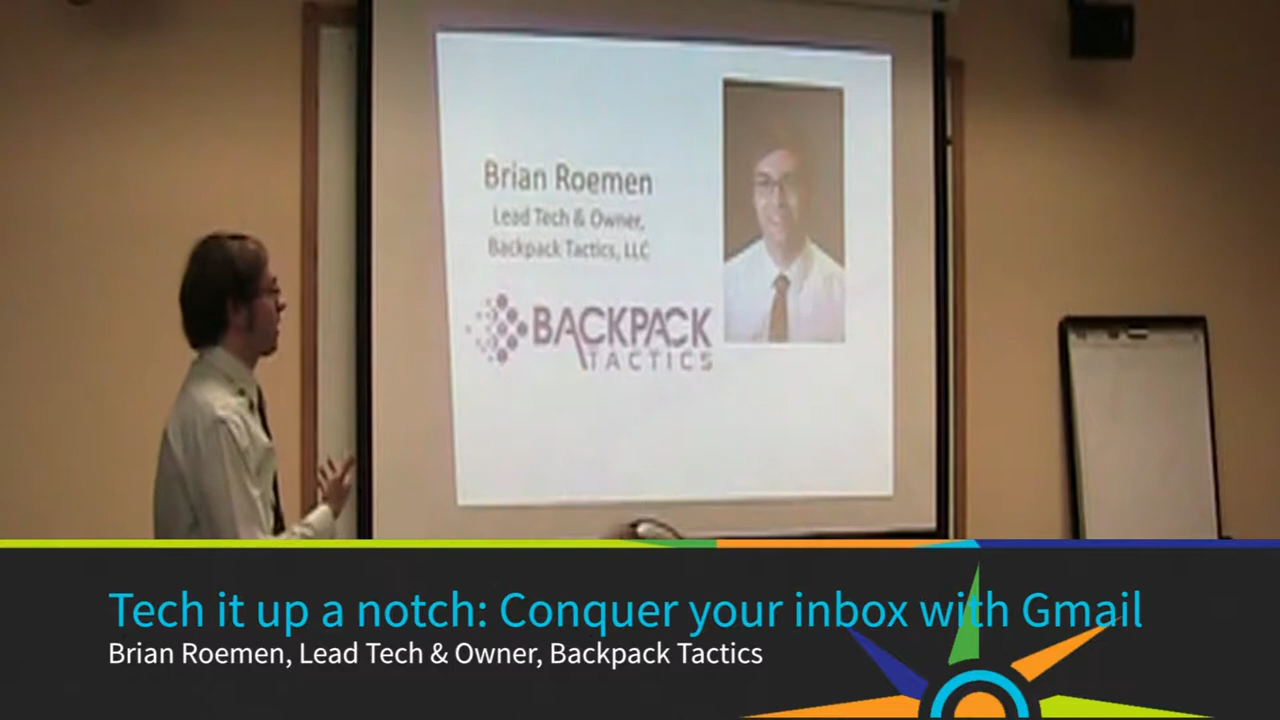 Brian Roemen
Lead Tech & Owner,
Backpack Tactics, LLC
BACKPACK
TACTICS
Tech it up a notch: Conquer your inbox with Gmail
Brian Roemen, Lead Tech & Owner, Backpack Tactics